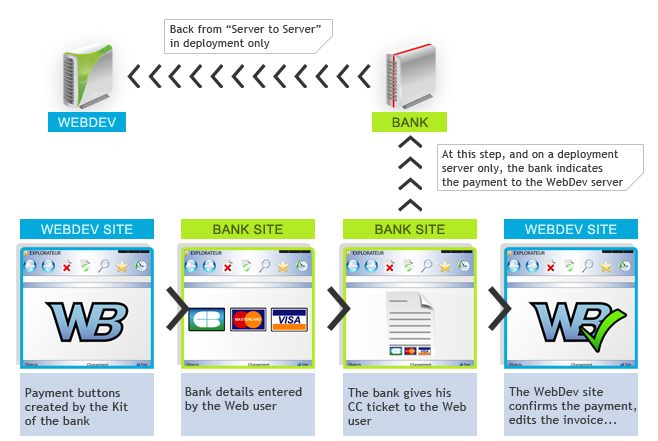 Back from “Server to Server”
in deployment only
WEBDEV
BANK
At this step, and on a deployment
server only, the bank indicates
the payment to the WebDev server
WEBDEV SITE
BANK SITE
BANK SITE
WEBDEV SITE
EXPLORATEUR
EXPLORATEUR
EXPLORATEUR
EXPLORATEUR
WB
CB
MASTERCARD
VISA
WB
Objects
Chargement
Site
Objects
Chargement
Site
Objects
Chargement
Site
Objects
Chargement
Site
Payment buttons
created by the Kit
of the bank
Bank details entered
by the Web user
The bank gives his
CC ticket to the Web
user
The WebDev site
confirms the payment,
edits the invoice...